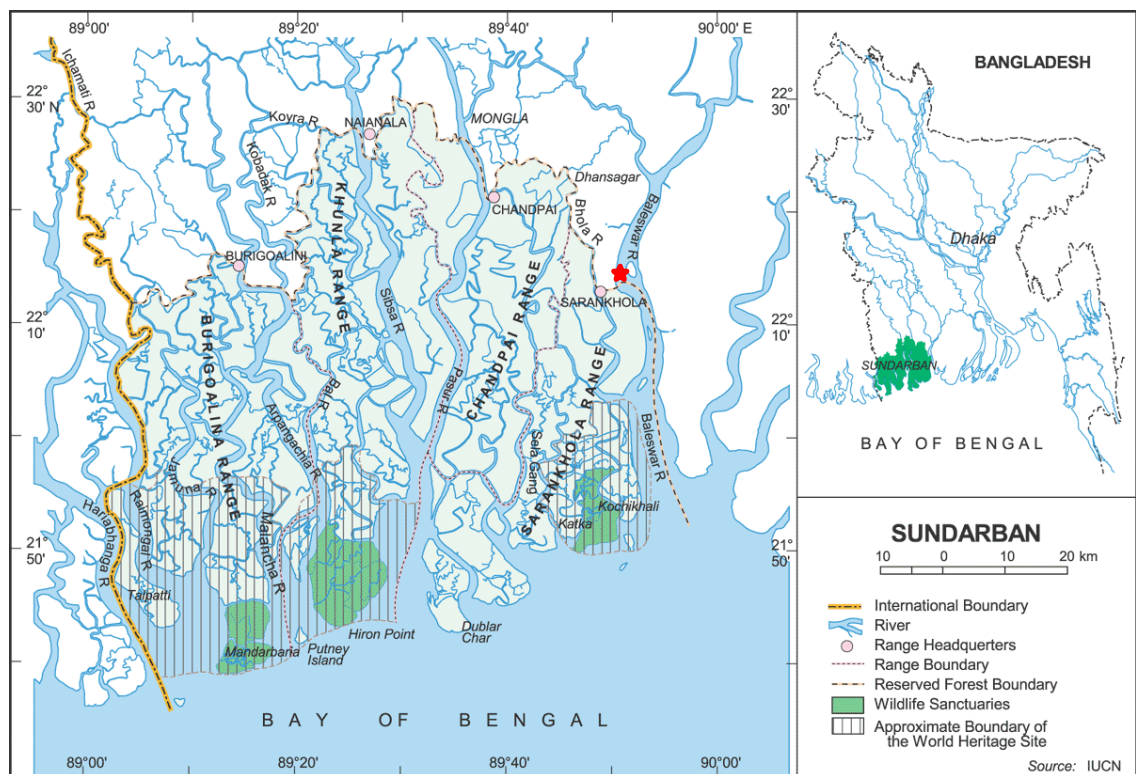 89°00'
89°20'
89°40'
90°00' E
22°
30' N
22°
10'
21°
50'
22°
30'
22°
10'
21°
50'
89°00'
89°20'
89°40'
90°00'
Ichamati R
Koyra R
NAIANALA
MONGLA
Kobadak R
KHUNLA RANGE
Dhansagar
CHANDPAI
Bhola R
Baleswar R
BURIGOALINI
SARANKHOLA
Sibsa R
BURIGOALINA RANGE
CHANDPAI RANGE
Bal R
Pasur R
Arpangachia R
SARANKHOLA RANGE
Sela Gang
Baleswar R
Jamuna R
Raimongal R
Hariabhanga R
Malancha R
Katka
Kochikhali
Talpatti
Hiron Point
Dublar
Char
Mandarbaria
Putney
Island
BAY OF BENGAL
BANGLADESH
Dhaka
SUNDARBAN
BAY OF BENGAL
SUNDARBAN
10 0 10 20 km
International Boundary
River
Range Headquarters
Range Boundary
Reserved Forest Boundary
Wildlife Sanctuaries
Approximate Boundary of
the World Heritage Site
Source: IUCN